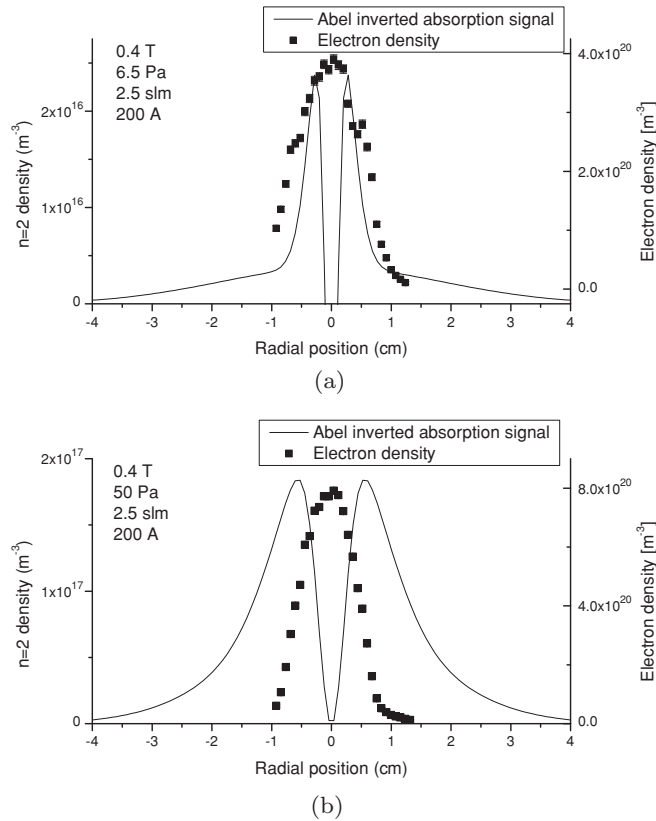 Abel inverted absorption signal
Electron density
0.4 T
6.5 Pa
2.5 slm
200 A
n=2 density (m⁻³)
2x10¹⁶
1x10¹⁶
0
4.0x10²⁰
2.0x10²⁰
0.0
Electron density [m⁻³]
-4 -3 -2 -1 0 1 2 3 4
Radial position (cm)
(a)
Abel inverted absorption signal
Electron density
0.4 T
50 Pa
2.5 slm
200 A
n=2 density (m⁻³)
2x10¹⁷
1x10¹⁷
0
8.0x10²⁰
4.0x10²⁰
0.0
Electron density [m⁻³]
-4 -3 -2 -1 0 1 2 3 4
Radial position (cm)
(b)